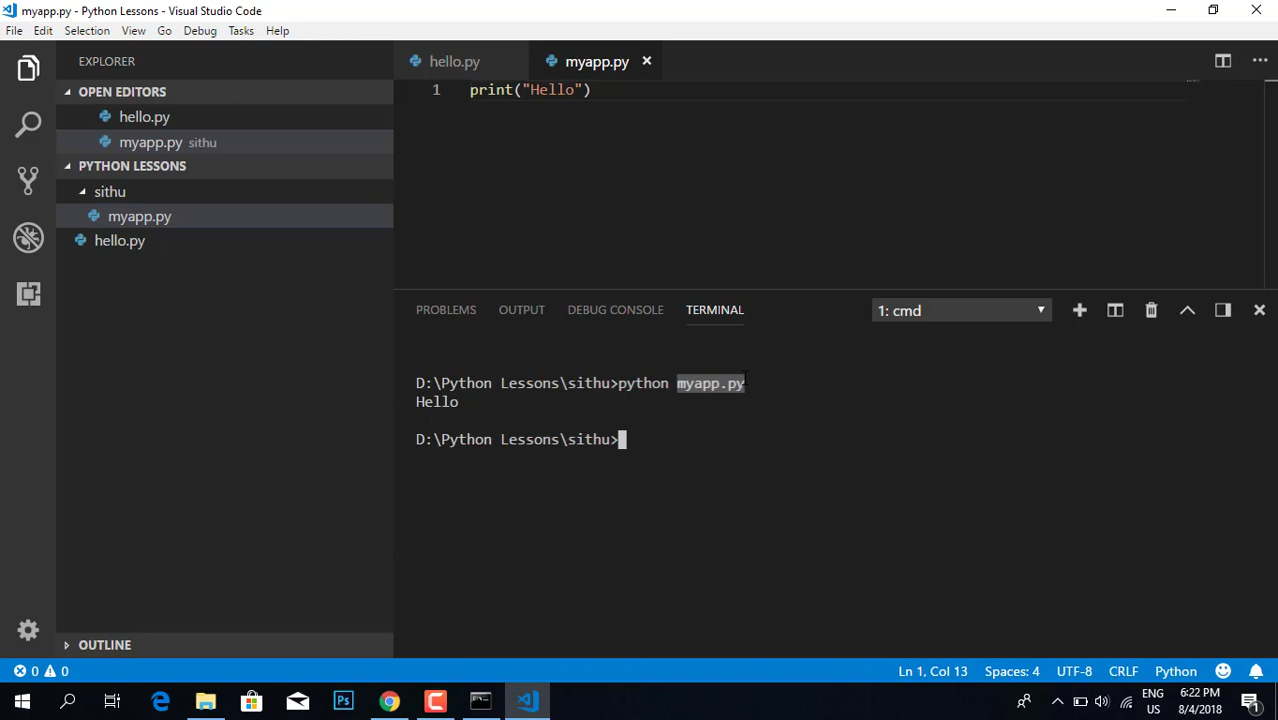 myapp.py - Python Lessons - Visual Studio Code
File Edit Selection View Go Debug Tasks Help
EXPLORER
OPEN EDITORS
hello.py
myapp.py sithu
PYTHON LESSONS
sithu
myapp.py
hello.py
OUTLINE
hello.py
myapp.py
1 print("Hello")
PROBLEMS OUTPUT DEBUG CONSOLE TERMINAL 1: cmd
D:\Python Lessons\sithu>python myapp.py
Hello
D:\Python Lessons\sithu>
0 0 Ln 1, Col 13 Spaces: 4 UTF-8 CRLF Python
Ps
ENG
US
6:22 PM
8/4/2018
1